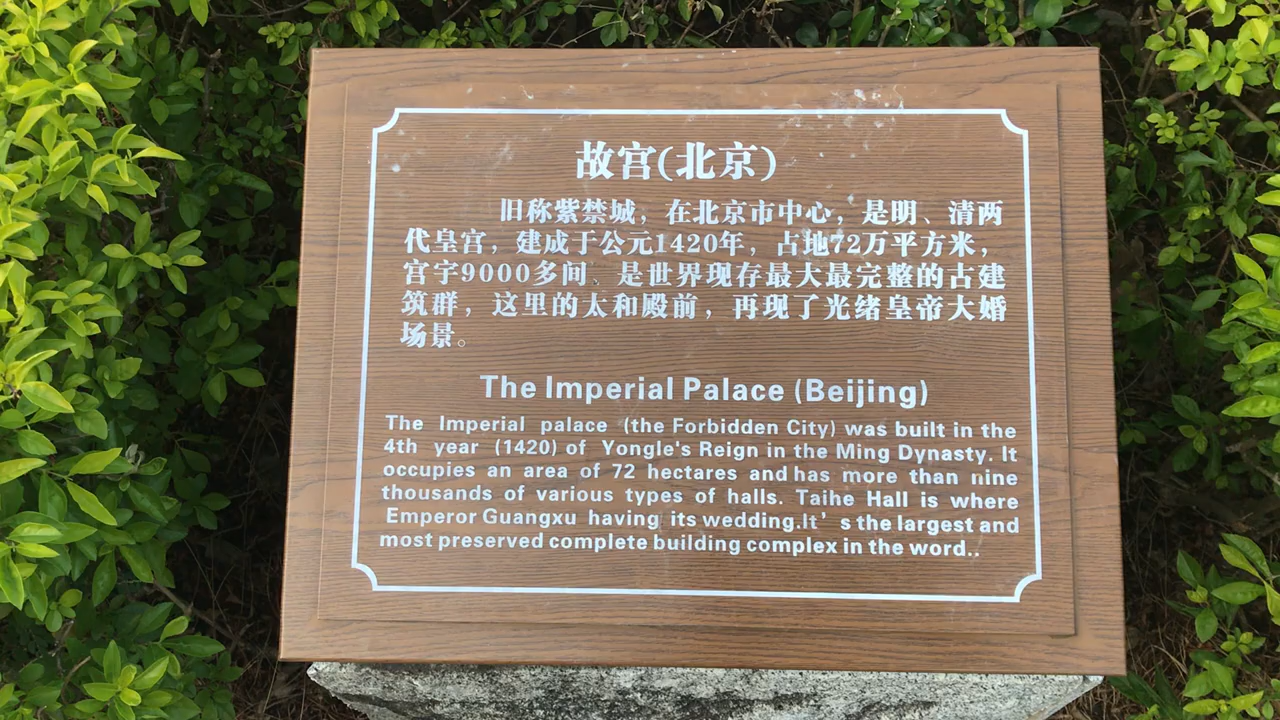 故宫(北京)
旧称紫禁城，在北京市中心，是明、清两
代皇宫，建成于公元1420年，占地72万平方米，
宫宇9000多间、是世界现存最大最完整的古建
筑群，这里的太和殿前，再现了光绪皇帝大婚
场景。
The Imperial Palace (Beijing)
The Imperial palace (the Forbidden City) was built in the
4th year (1420) of Yongle's Reign in the Ming Dynasty. It
occupies an area of 72 hectares and has more than nine
thousands of various types of halls. Taihe Hall is where
Emperor Guangxu having its wedding.It’ s the largest and
most preserved complete building complex in the word..